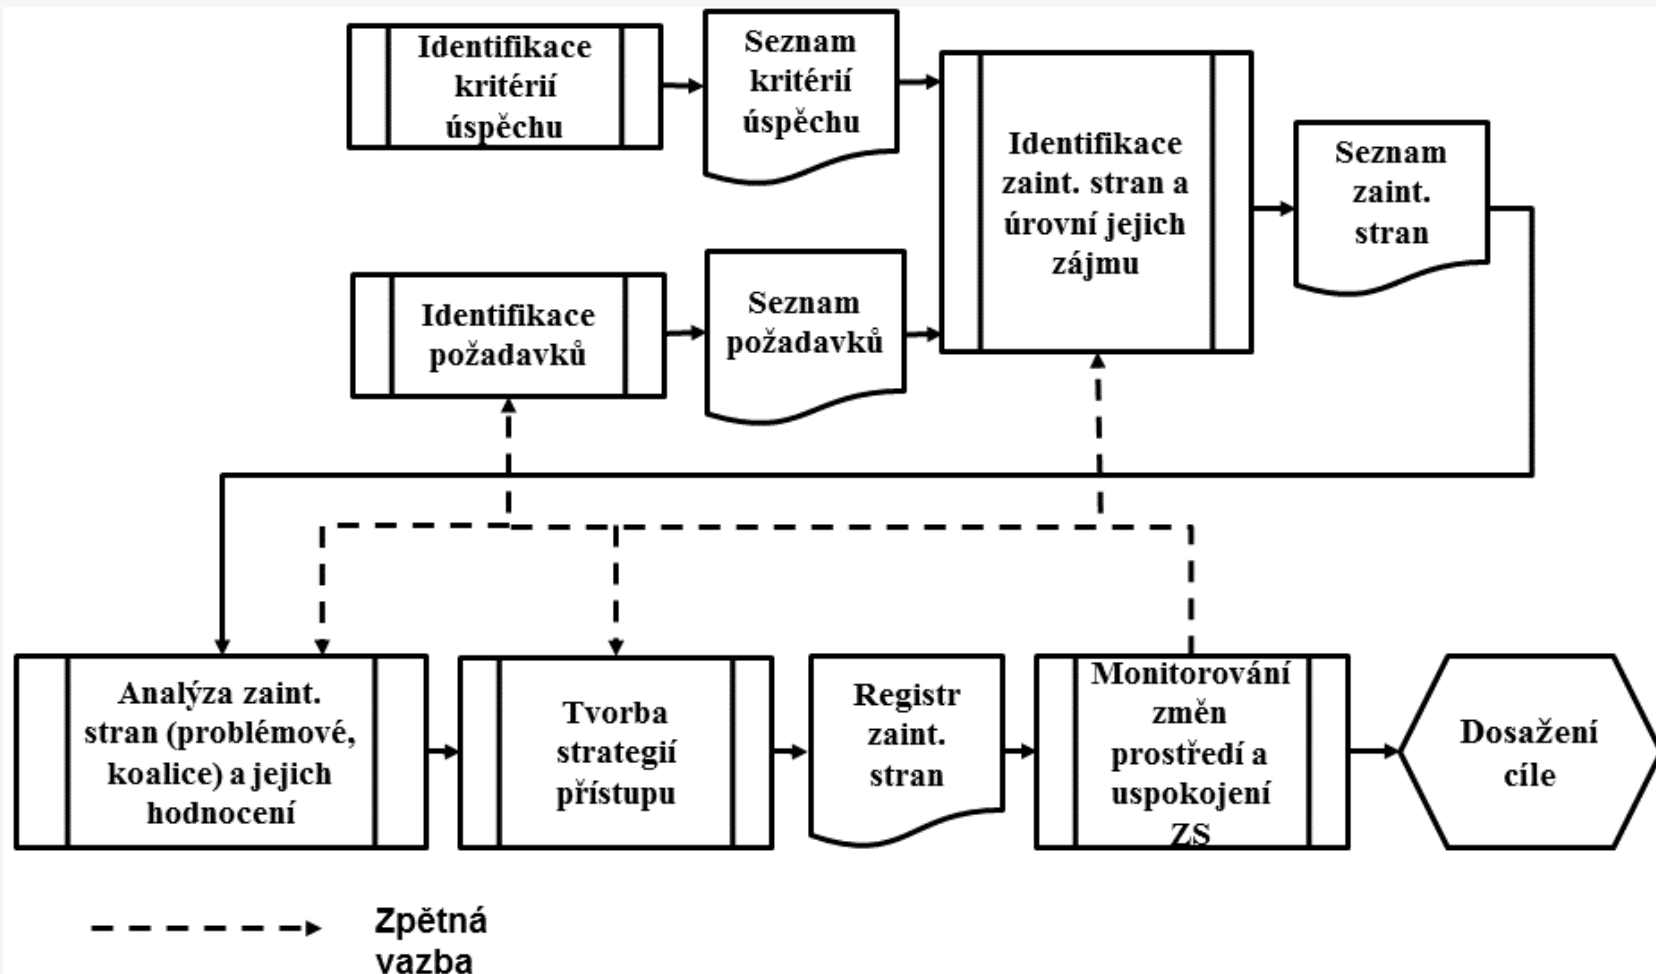 Identifikace
kritérií
úspěchu
Seznam
kritérií
úspěchu
Identifikace
zaint. stran a
úrovní jejich
zájmu
Seznam
zaint.
stran
Identifikace
požadavků
Seznam
požadavků
Analýza zaint.
stran (problémové,
koalice) a jejich
hodnocení
Tvorba
strategií
přístupu
Registr
zaint.
stran
Monitorování
změn
prostředí a
uspokojení
ZS
Dosažení
cíle
Zpětná
vazba